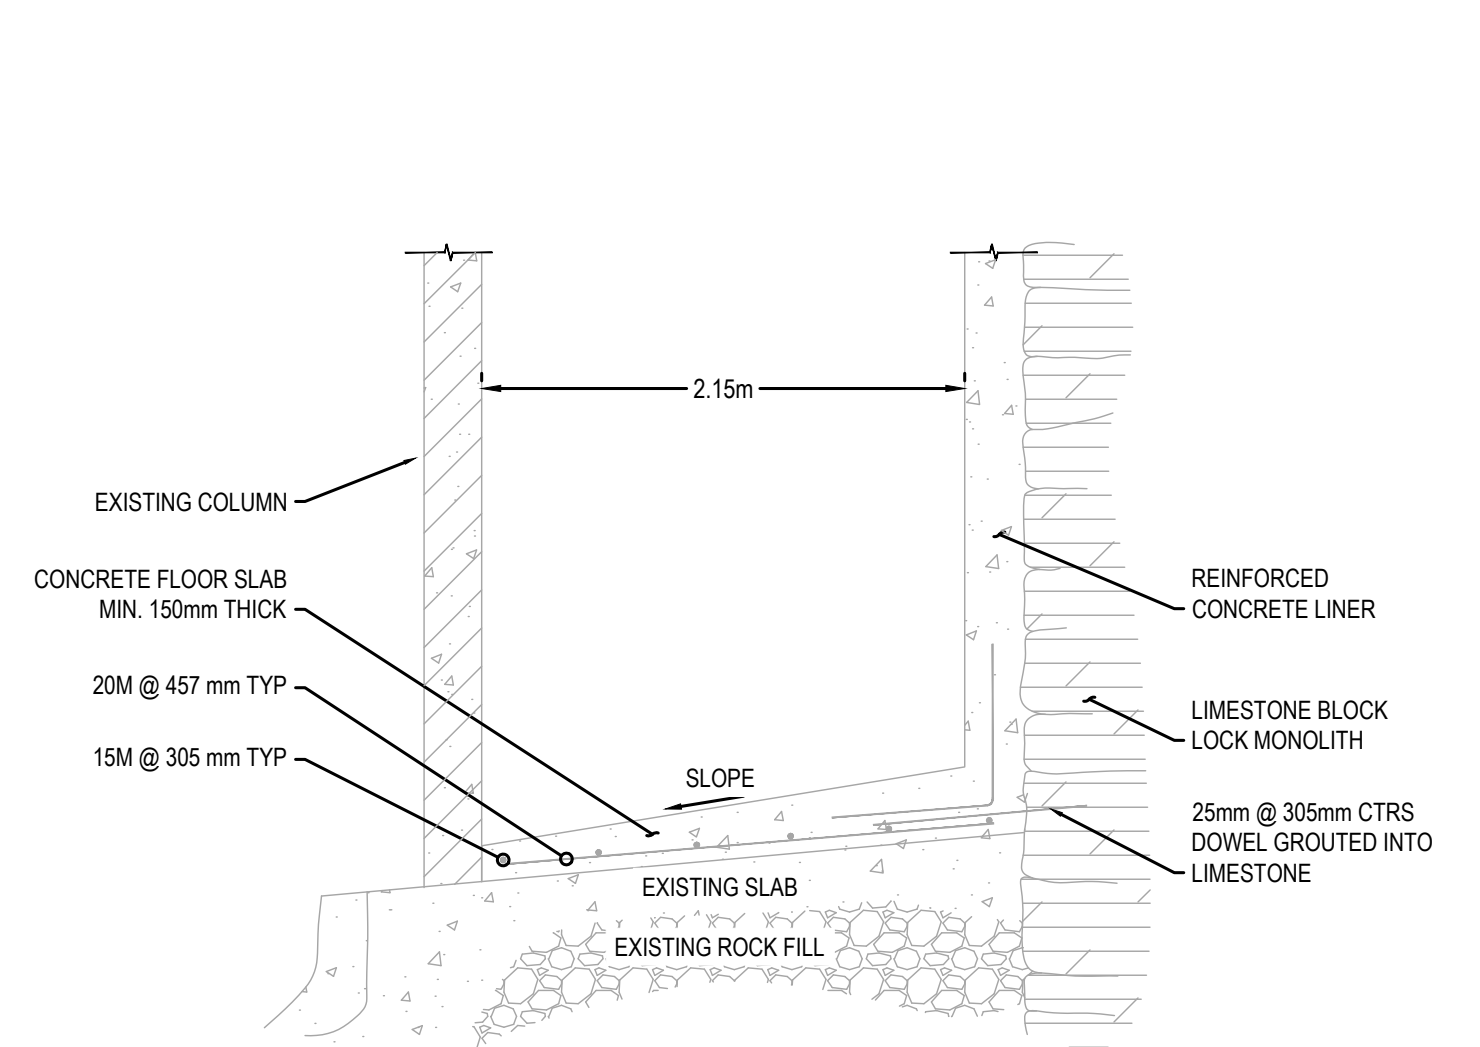 2.15m
EXISTING COLUMN
CONCRETE FLOOR SLAB
MIN. 150mm THICK
20M @ 457 mm TYP
15M @ 305 mm TYP
SLOPE
REINFORCED
CONCRETE LINER
LIMESTONE BLOCK
LOCK MONOLITH
25mm @ 305mm CTRS
DOWEL GROUTED INTO
LIMESTONE
EXISTING SLAB
EXISTING ROCK FILL